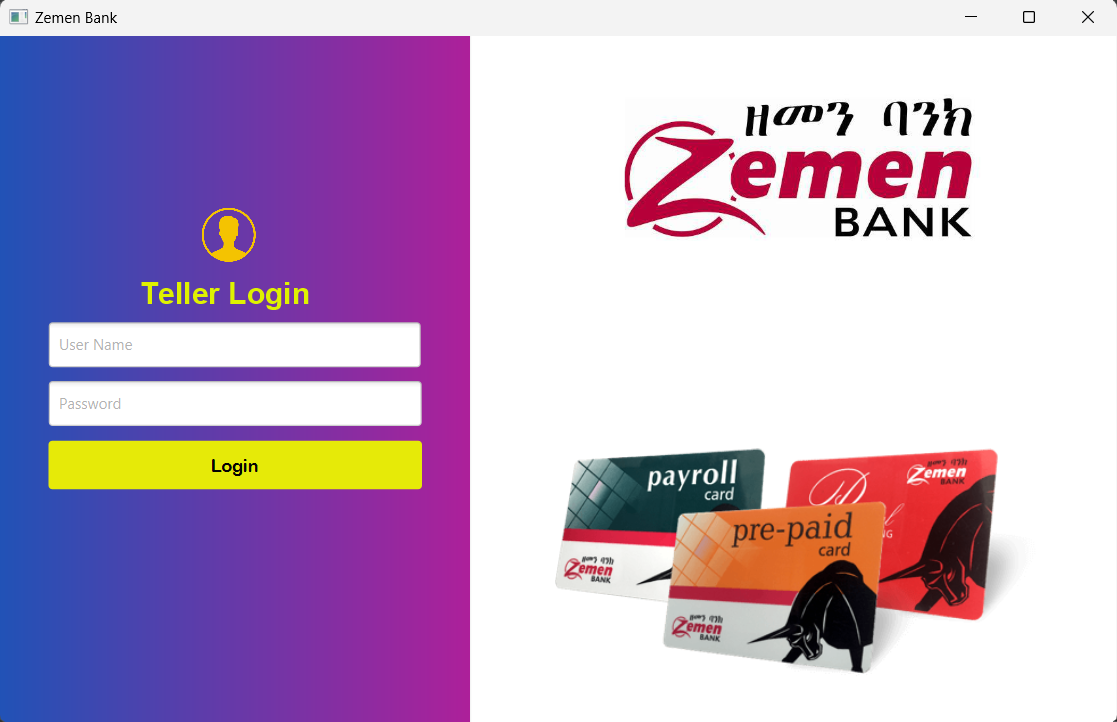 Zemen Bank
Teller Login
User Name
Password
Login
ዘመን ባንክ
Zemen
BANK
payroll
card
ዘመን ባንክ
Zemen
BANK
pre-paid
card
ዘመን ባንክ
Zemen
BANK
ዘመን ባንክ
Zemen
BANK